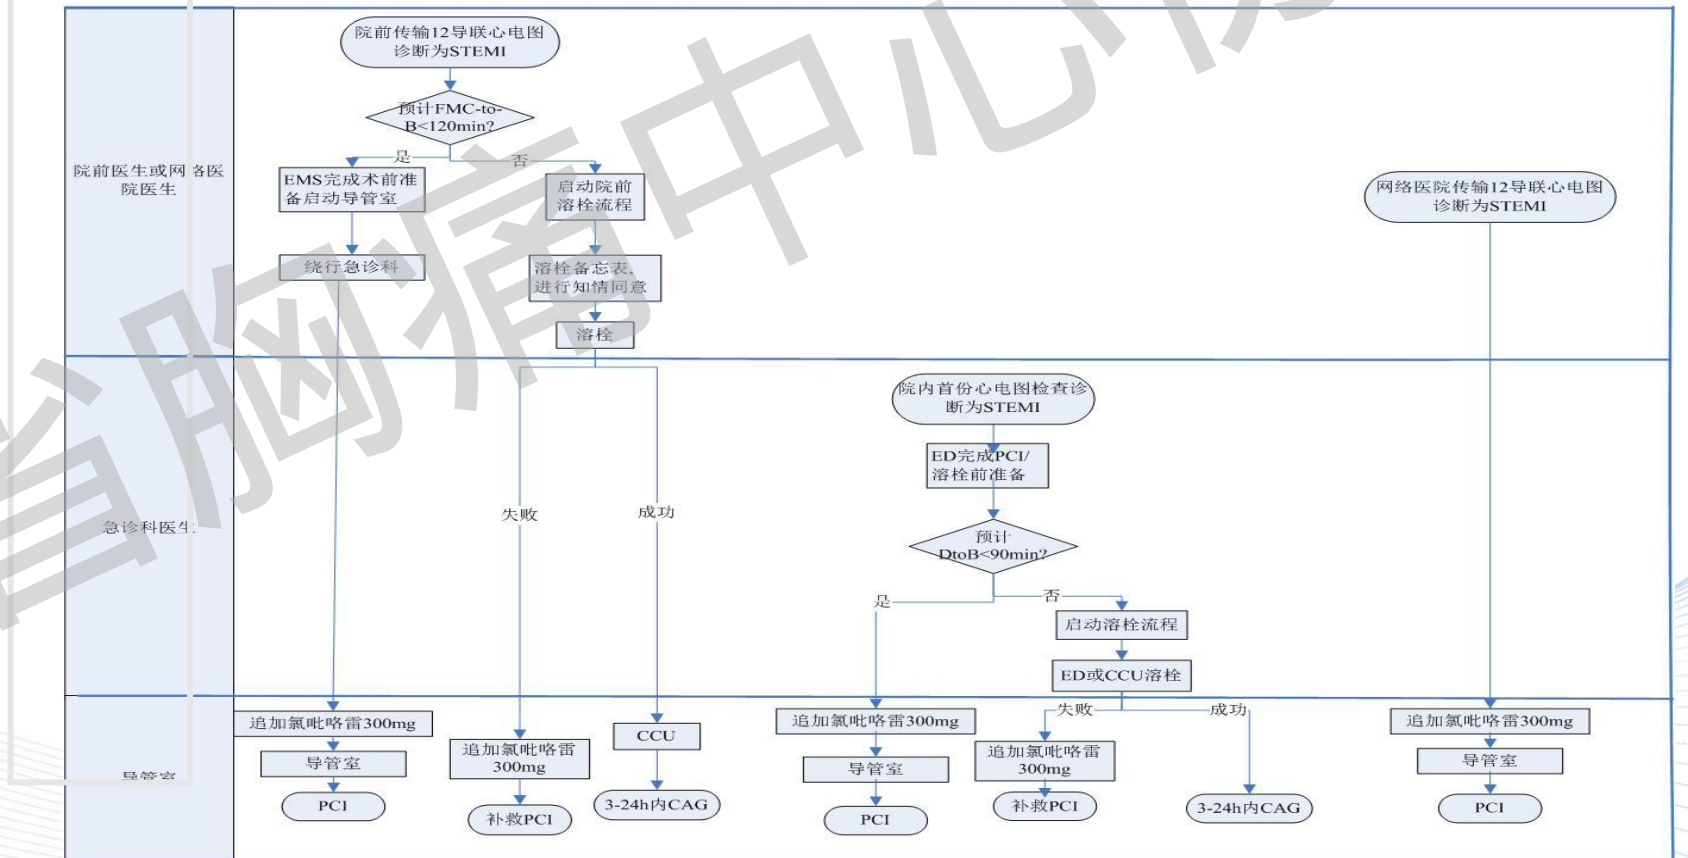 院前传输12导联心电图
诊断为STEMI
预计FMC-to-
B<120min?
是
否
院前医生或网络医
院医生
EMS完成术前准
备启动导管室
启动院前
溶栓流程
网络医院传输12导联心电图
诊断为STEMI
绕行急诊科
溶栓备忘表,
进行知情同意
溶栓
省胸痛中心
院内首份心电图检查诊
断为STEMI
ED完成PCI/
溶栓前准备
失败
成功
急诊科医生
预计
DtoB<90min?
是
否
启动溶栓流程
ED或CCU溶栓
失败
成功
追加氯吡咯雷300mg
导管室
PCI
追加氯吡咯雷
300mg
补救PCI
CCU
3-24h内CAG
追加氯吡咯雷300mg
导管室
PCI
追加氯吡咯雷
300mg
补救PCI
3-24h内CAG
追加氯吡咯雷300mg
导管室
PCI
导管室